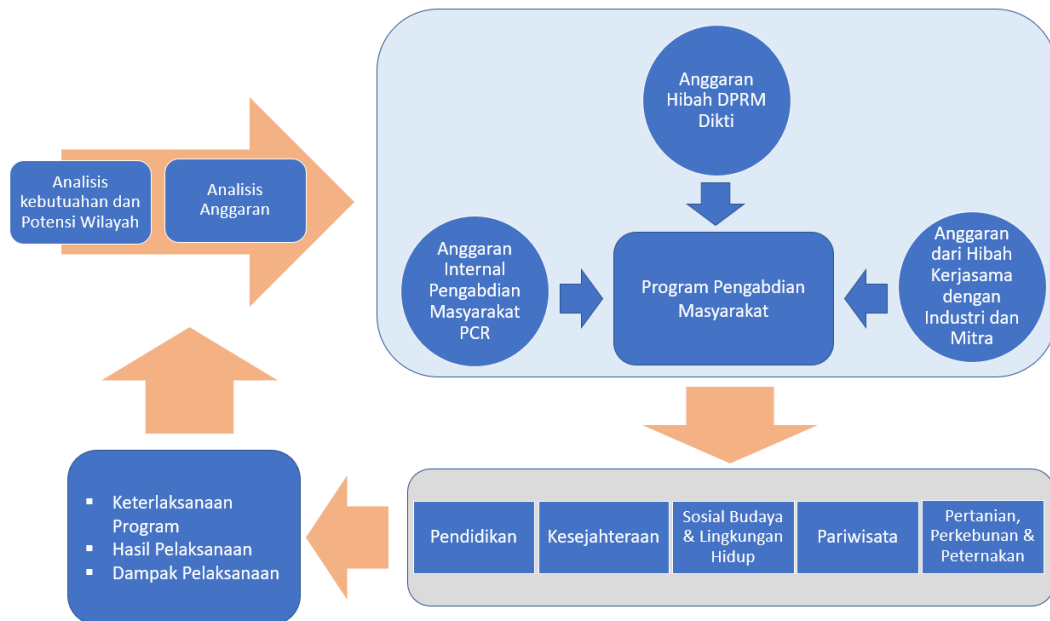 Analisis
kebutuahan dan
Potensi Wilayah
Analisis
Anggaran
Anggaran
Hibah DPRM
Dikti
Anggaran
Internal
Pengabdian
Masyarakat
PCR
Program Pengabdian
Masyarakat
Anggaran
dari Hibah
Kerjasama
dengan
Industri dan
Mitra
Pendidikan
Kesejahteraan
Sosial Budaya
& Lingkungan
Hidup
Pariwisata
Pertanian,
Perkebunan &
Peternakan
▪ Keterlaksanaan
Program
▪ Hasil Pelaksanaan
▪ Dampak Pelaksanaan